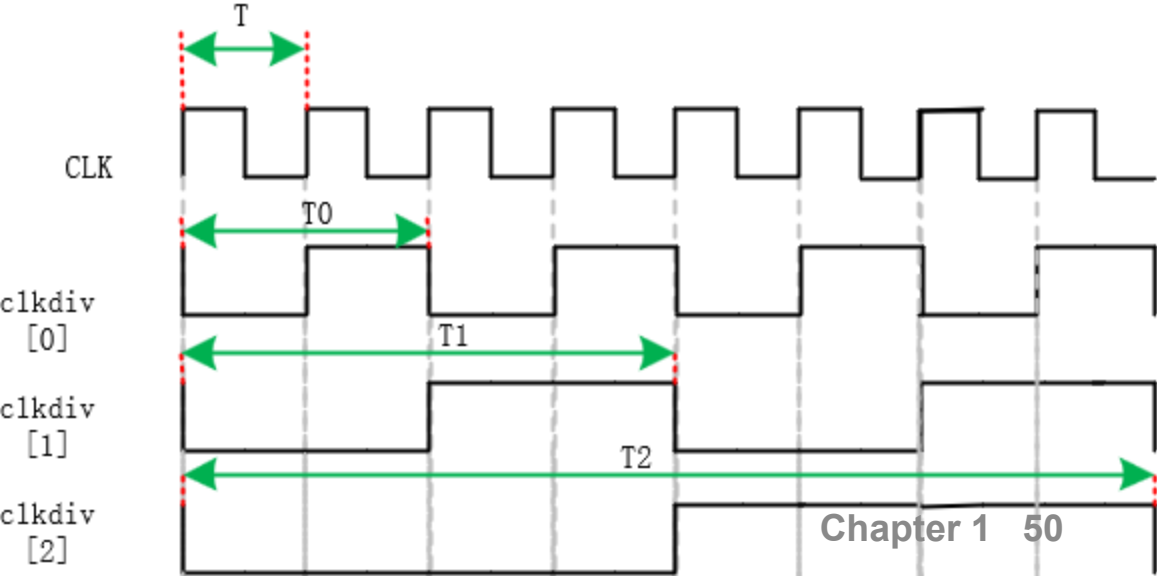 T
CLK
T0
clkdiv
[0]
T1
clkdiv
[1]
T2
clkdiv
[2]
Chapter 1 50